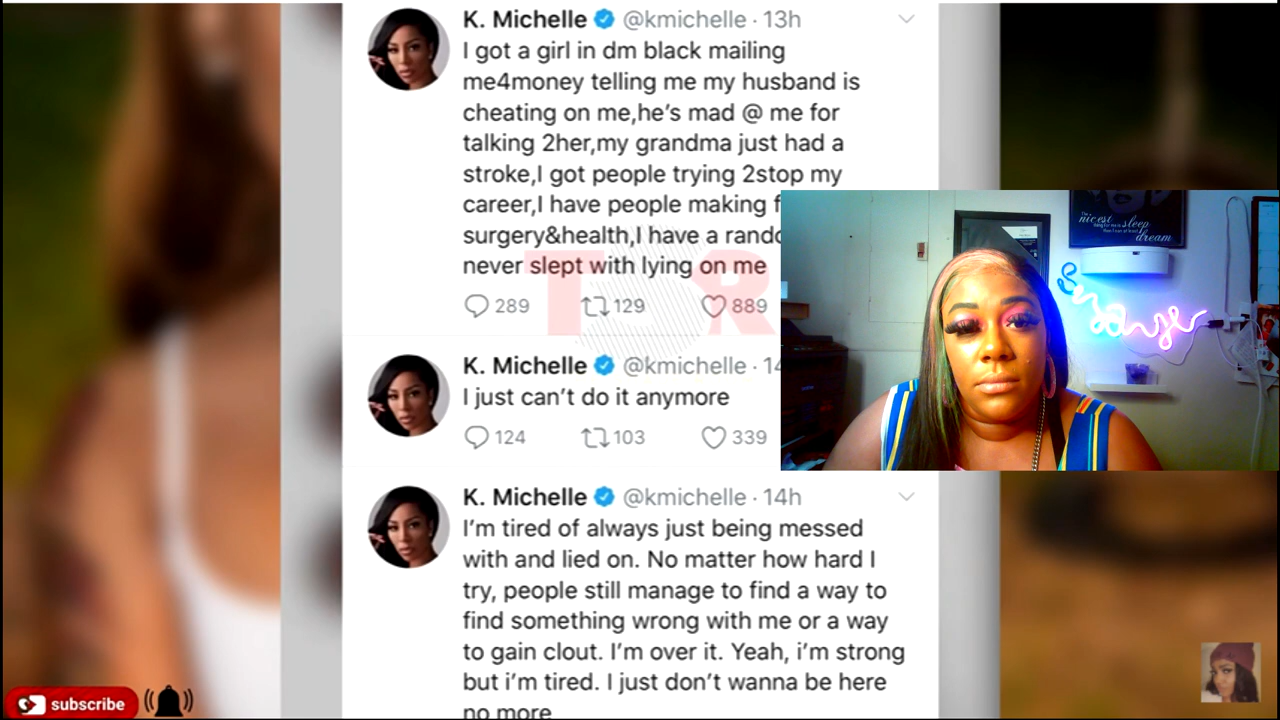 K. Michelle @kmichelle · 13h
I got a girl in dm black mailing
me4money telling me my husband is
cheating on me,he's mad @ me for
talking 2her,my grandma just had a
stroke,I got people trying 2stop my
career,I have people making f
surgery&health,I have a rando
never slept with lying on me
289 129 889
K. Michelle @kmichelle · 14
I just can't do it anymore
124 103 339
K. Michelle @kmichelle · 14h
I'm tired of always just being messed
with and lied on. No matter how hard I
try, people still manage to find a way to
find something wrong with me or a way
to gain clout. I'm over it. Yeah, i'm strong
but i'm tired. I just don't wanna be here
no more
nicest
sleep
dream
subscribe